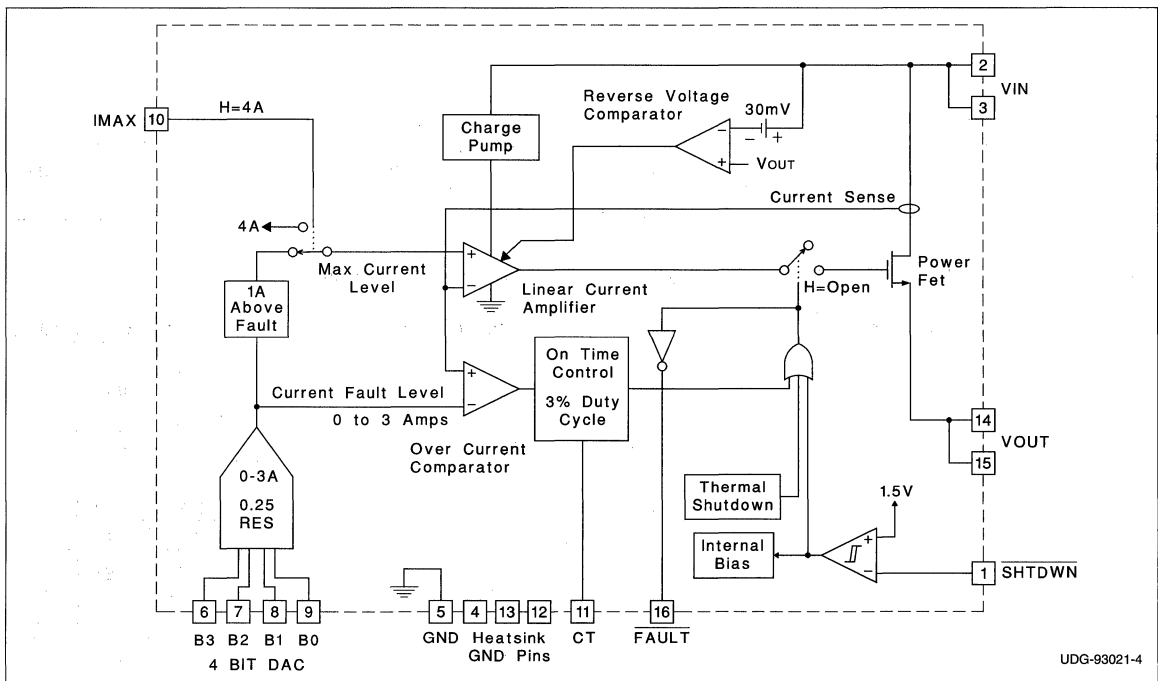 2
VIN
3
Reverse Voltage
Comparator
30mV
–
+
–
+
VOUT
H=4A
IMAX
10
Charge
Pump
Current Sense
4A
+
–
Max Current
Level
Linear Current
Amplifier
H=Open
Power
Fet
1A
Above
Fault
Current Fault Level
0 to 3 Amps
+
–
Over Current
Comparator
On Time
Control
3% Duty
Cycle
14
VOUT
15
0-3A
0.25
RES
Thermal
Shutdown
1.5V
Internal
Bias
+
–
1
SHTDWN
6
7
8
9
5
4
13
12
11
16
B3
B2
B1
B0
4 BIT DAC
GND
Heatsink
GND Pins
CT
FAULT
UDG-93021-4